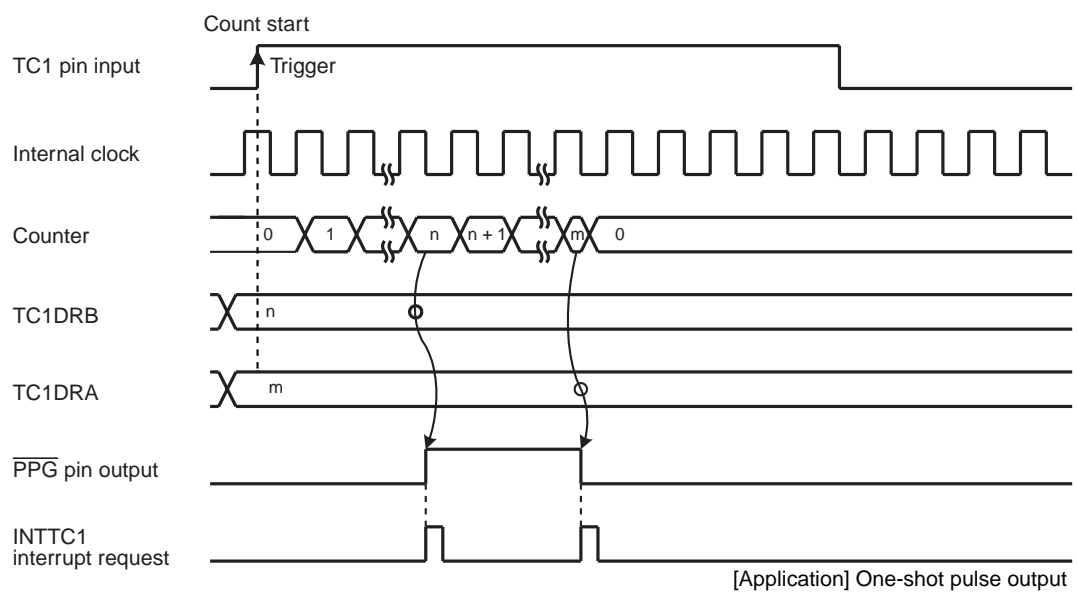 Count start
TC1 pin input
Trigger
Internal clock
Counter
0 1 n n + 1 m 0
TC1DRB
n
TC1DRA
m
PPG pin output
INTTC1
interrupt request
[Application] One-shot pulse output